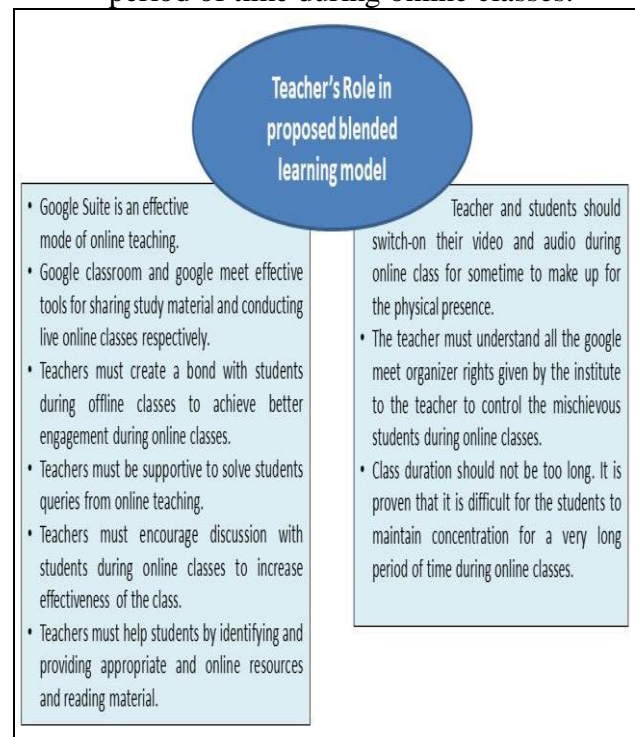 period of time during online classes.
Teacher's Role in
proposed blended
learning model
• Google Suite is an effective
mode of online teaching.
• Google classroom and google meet effective
tools for sharing study material and conducting
live online classes respectively.
• Teachers must create a bond with students
during offline classes to achieve better
engagement during online classes.
• Teachers must be supportive to solve students
queries from online teaching.
• Teachers must encourage discussion with
students during online classes to increase
effectiveness of the class.
• Teachers must help students by identifying and
providing appropriate and online resources
and reading material.
Teacher and students should
switch-on their video and audio during
online class for sometime to make up for
the physical presence.
• The teacher must understand all the google
meet organizer rights given by the institute
to the teacher to control the mischievous
students during online classes.
• Class duration should not be too long. It is
proven that it is difficult for the students to
maintain concentration for a very long
period of time during online classes.